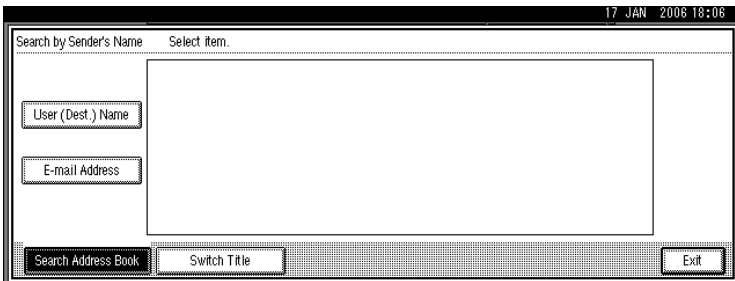 17 JAN 2006 18:06
Search by Sender's Name Select item.
User (Dest.) Name
E-mail Address
Search Address Book Switch Title Exit